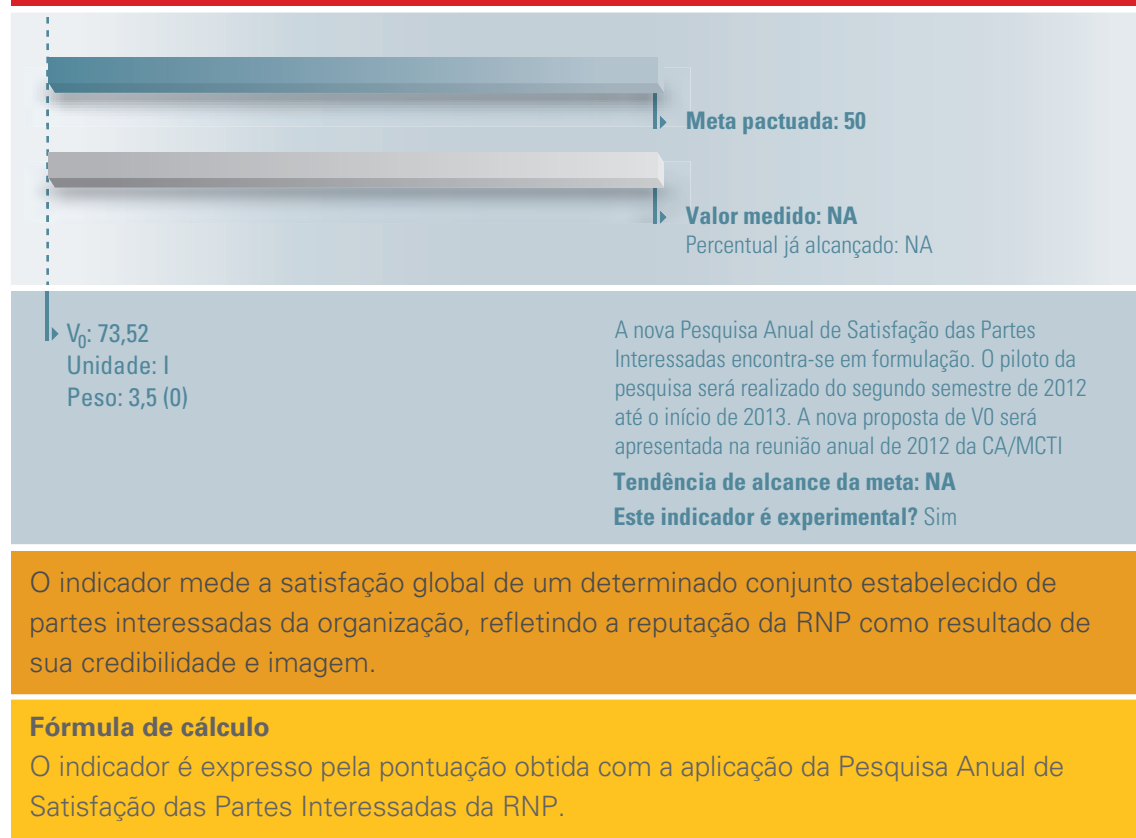 Meta pactuada: 50
Valor medido: NA
Percentual já alcançado: NA
V0: 73,52
Unidade: I
Peso: 3,5 (0)
A nova Pesquisa Anual de Satisfação das Partes
Interessadas encontra-se em formulação. O piloto da
pesquisa será realizado do segundo semestre de 2012
até o início de 2013. A nova proposta de V0 será
apresentada na reunião anual de 2012 da CA/MCTI
Tendência de alcance da meta: NA
Este indicador é experimental? Sim
O indicador mede a satisfação global de um determinado conjunto estabelecido de
partes interessadas da organização, refletindo a reputação da RNP como resultado de
sua credibilidade e imagem.
Fórmula de cálculo
O indicador é expresso pela pontuação obtida com a aplicação da Pesquisa Anual de
Satisfação das Partes Interessadas da RNP.